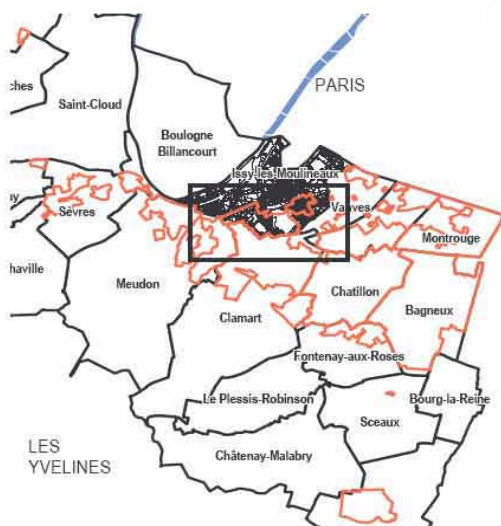 PARIS
ches
Saint-Cloud
Boulogne
Billancourt
Issy-les-Moulineaux
Vanves
Sèvres
Montrouge
haville
Meudon
Chatillon
Bagneux
Clamart
Fontenay-aux-Roses
Le Plessis-Robinson
Bourg-la-Reine
Sceaux
LES
YVELINES
Châtenay-Malabry